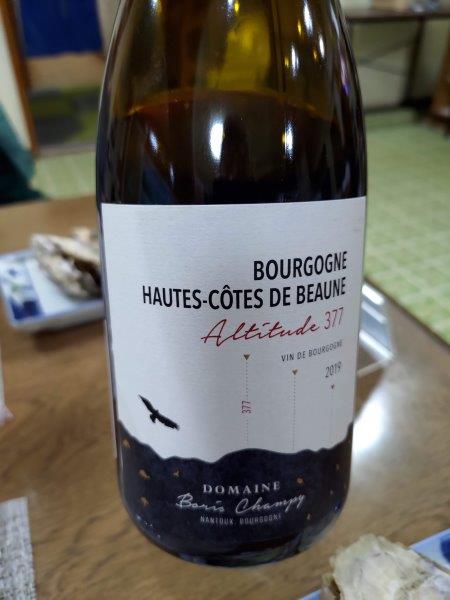 BOURGOGNE
HAUTES-CÔTES DE BEAUNE
Altitude 377
VIN DE BOURGOGNE
2019
377
DOMAINE
Boris Champy
NANTOUX, BOURGOGNE